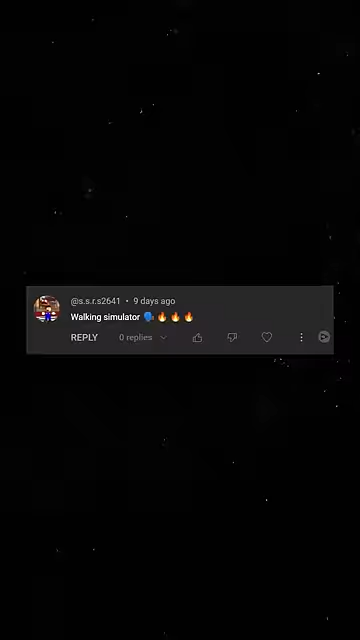 @s.s.r.s2641 • 9 days ago
Walking simulator 🗣️🔥🔥🔥
REPLY 0 replies